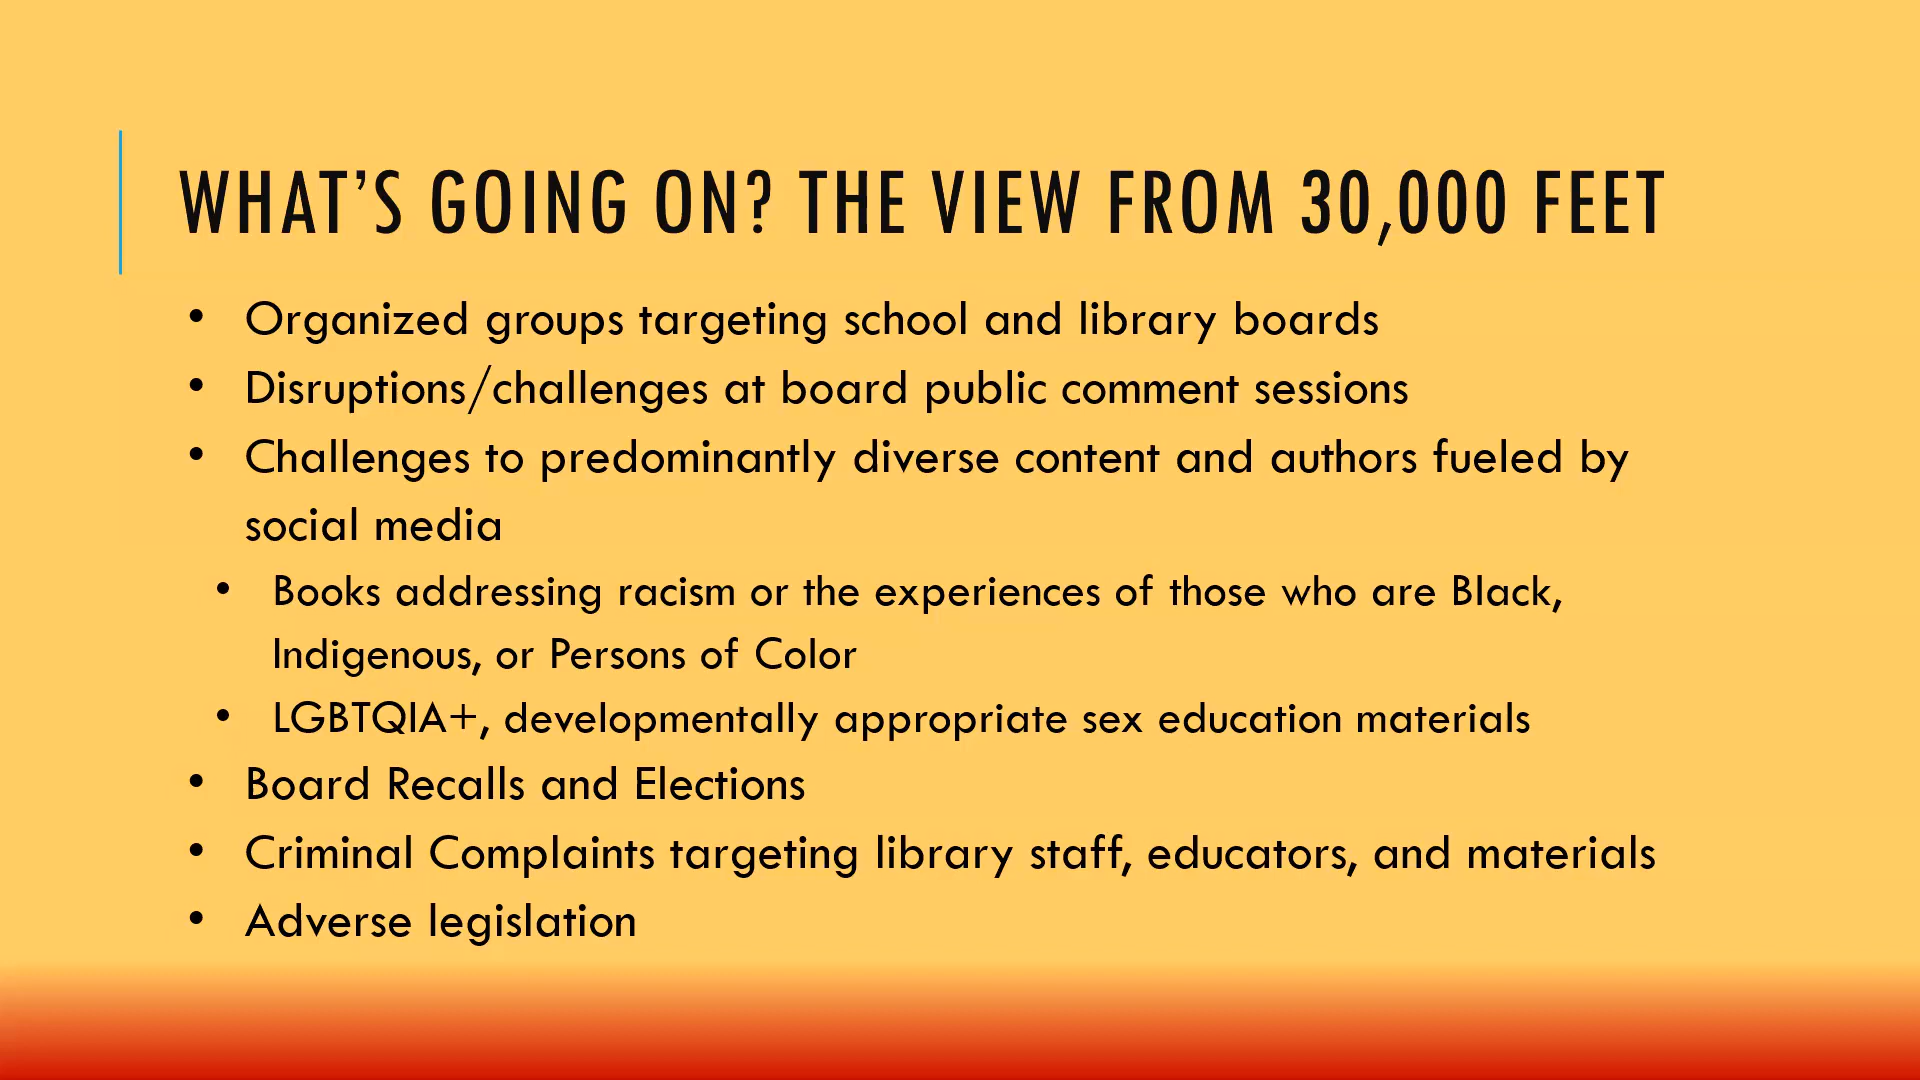 WHAT'S GOING ON? THE VIEW FROM 30,000 FEET
• Organized groups targeting school and library boards
• Disruptions/challenges at board public comment sessions
• Challenges to predominantly diverse content and authors fueled by
social media
• Books addressing racism or the experiences of those who are Black,
Indigenous, or Persons of Color
• LGBTQIA+, developmentally appropriate sex education materials
• Board Recalls and Elections
• Criminal Complaints targeting library staff, educators, and materials
• Adverse legislation